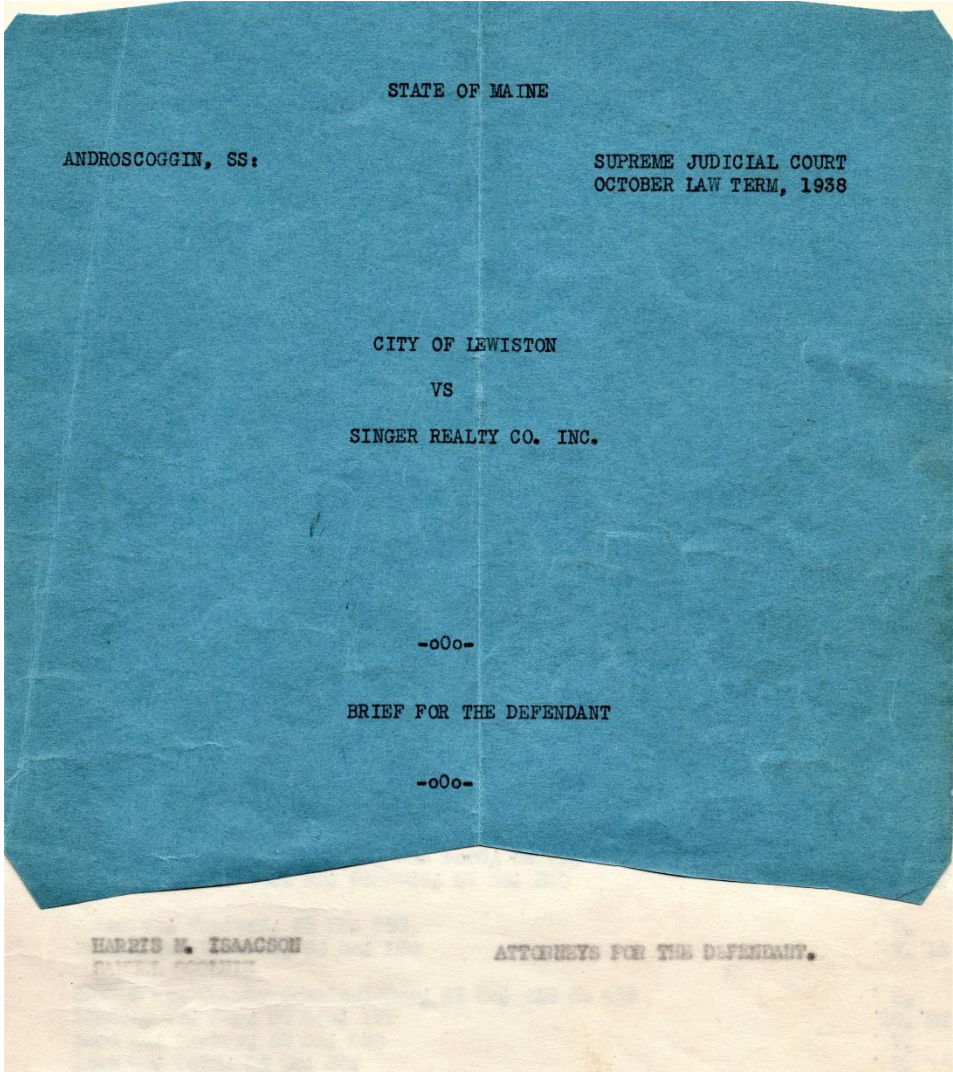 STATE OF MAINE
ANDROSCOGGIN, SS:
SUPREME JUDICIAL COURT
OCTOBER LAW TERM, 1938
CITY OF LEWISTON
VS
SINGER REALTY CO. INC.
-oOo-
BRIEF FOR THE DEFENDANT
-oOo-
HARRIS M. ISAACSON
ATTORNEYS FOR THE DEFENDANT.